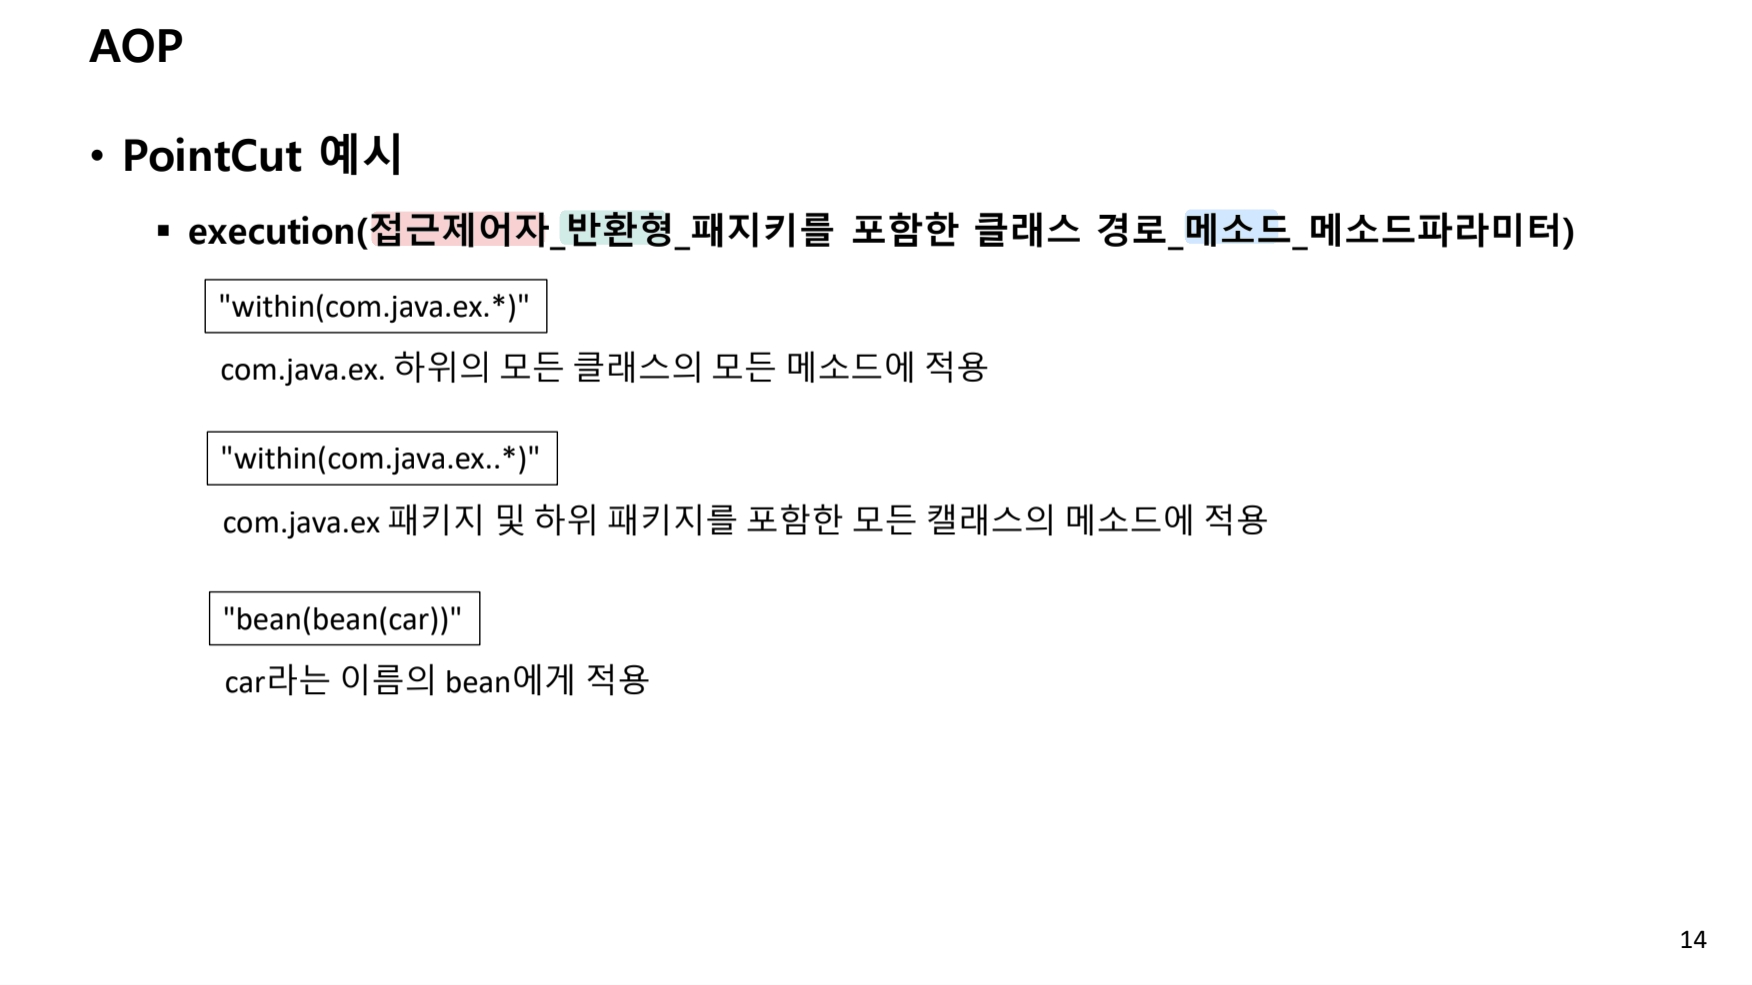 AOP
• PointCut 예시
▪ execution(접근제어자_반환형_패지키를 포함한 클래스 경로_메소드_메소드파라미터)
"within(com.java.ex.*)"
com.java.ex. 하위의 모든 클래스의 모든 메소드에 적용
"within(com.java.ex..*)"
com.java.ex 패키지 및 하위 패키지를 포함한 모든 캘래스의 메소드에 적용
"bean(bean(car))"
car라는 이름의 bean에게 적용
14